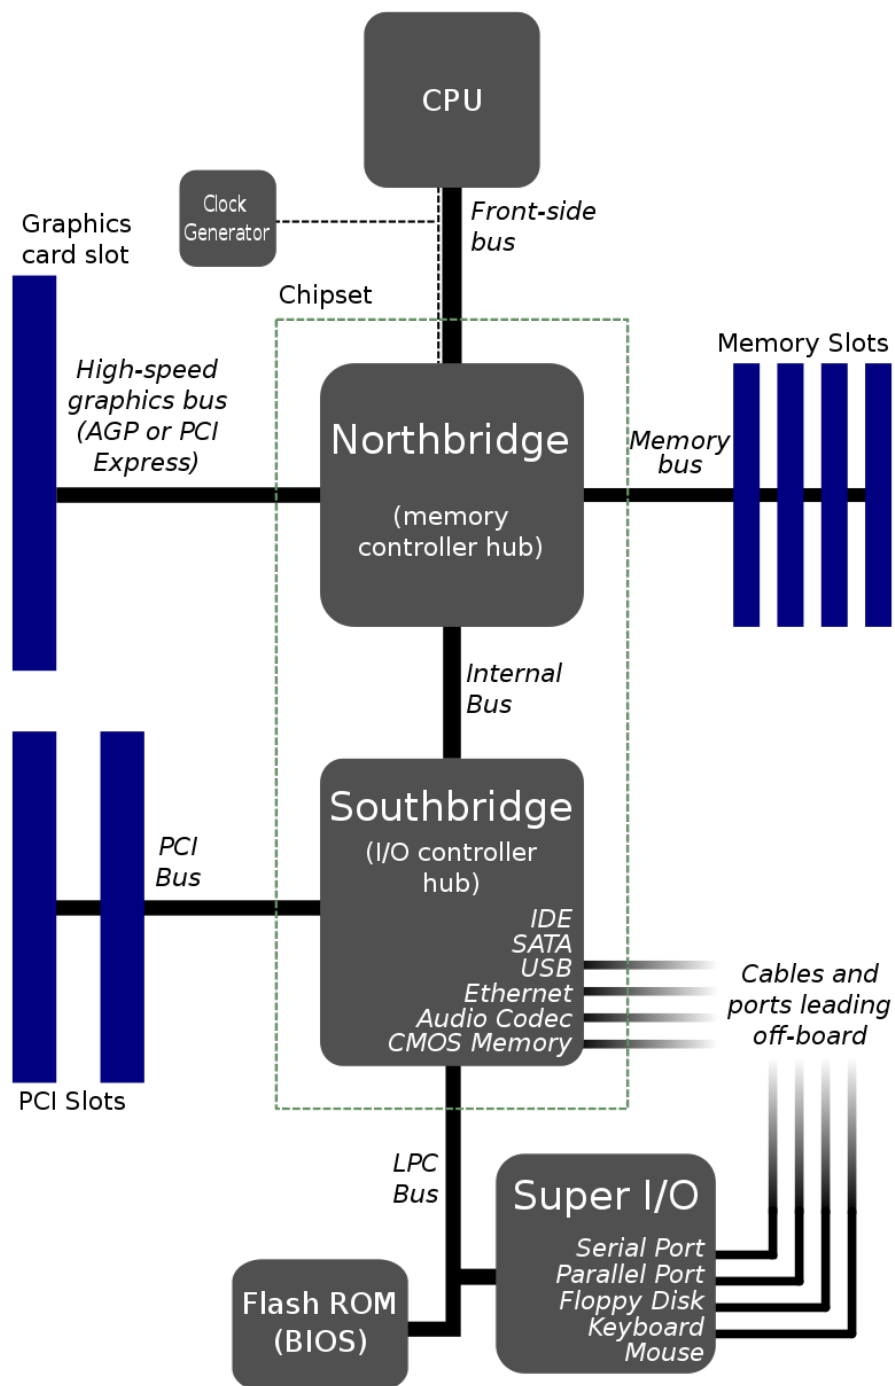 CPU
Clock
Generator
Front-side
bus
Graphics
card slot
Chipset
High-speed
graphics bus
(AGP or PCI
Express)
Northbridge
(memory
controller hub)
Memory Slots
Memory
bus
Internal
Bus
Southbridge
(I/O controller
hub)
IDE
SATA
USB
Ethernet
Audio Codec
CMOS Memory
PCI
Bus
PCI Slots
Cables and
ports leading
off-board
LPC
Bus
Super I/O
Serial Port
Parallel Port
Floppy Disk
Keyboard
Mouse
Flash ROM
(BIOS)